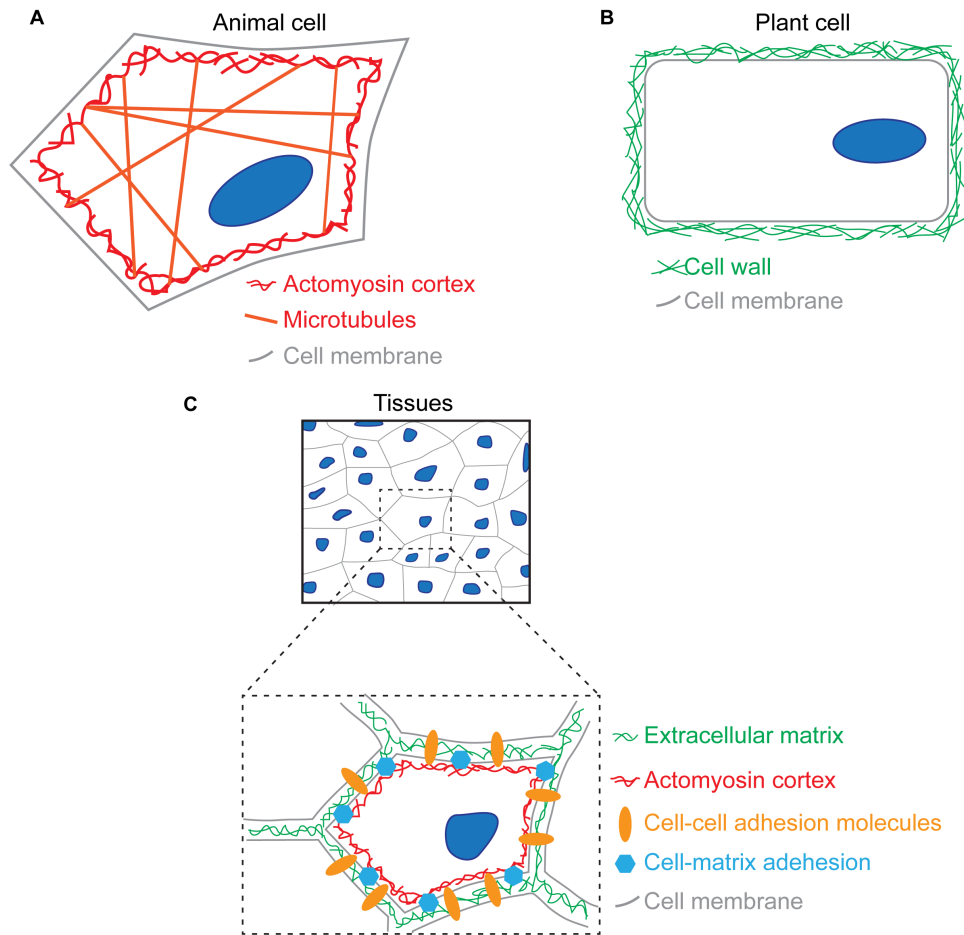 A
Animal cell
Actomyosin cortex
Microtubules
Cell membrane
B
Plant cell
Cell wall
Cell membrane
C
Tissues
Extracellular matrix
Actomyosin cortex
Cell-cell adhesion molecules
Cell-matrix adehesion
Cell membrane